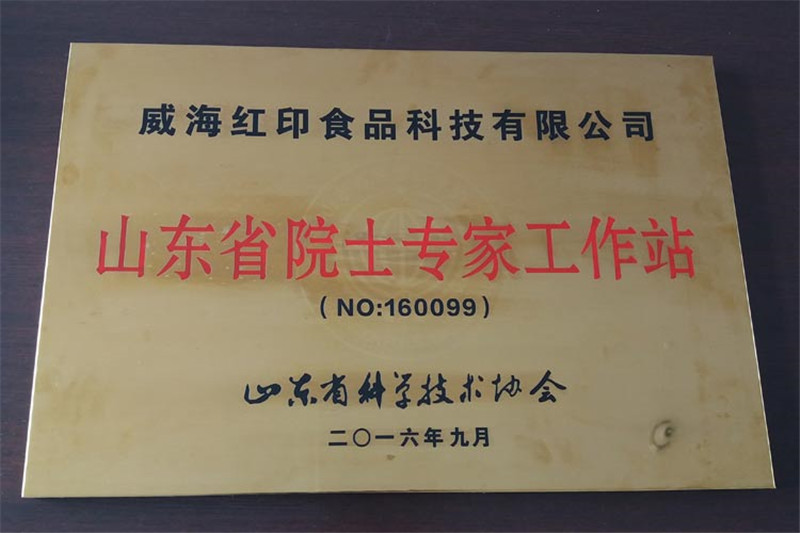 威海红印食品科技有限公司
山东省院士专家工作站
（NO:160099）
山东省科学技术协会
二〇一六年九月